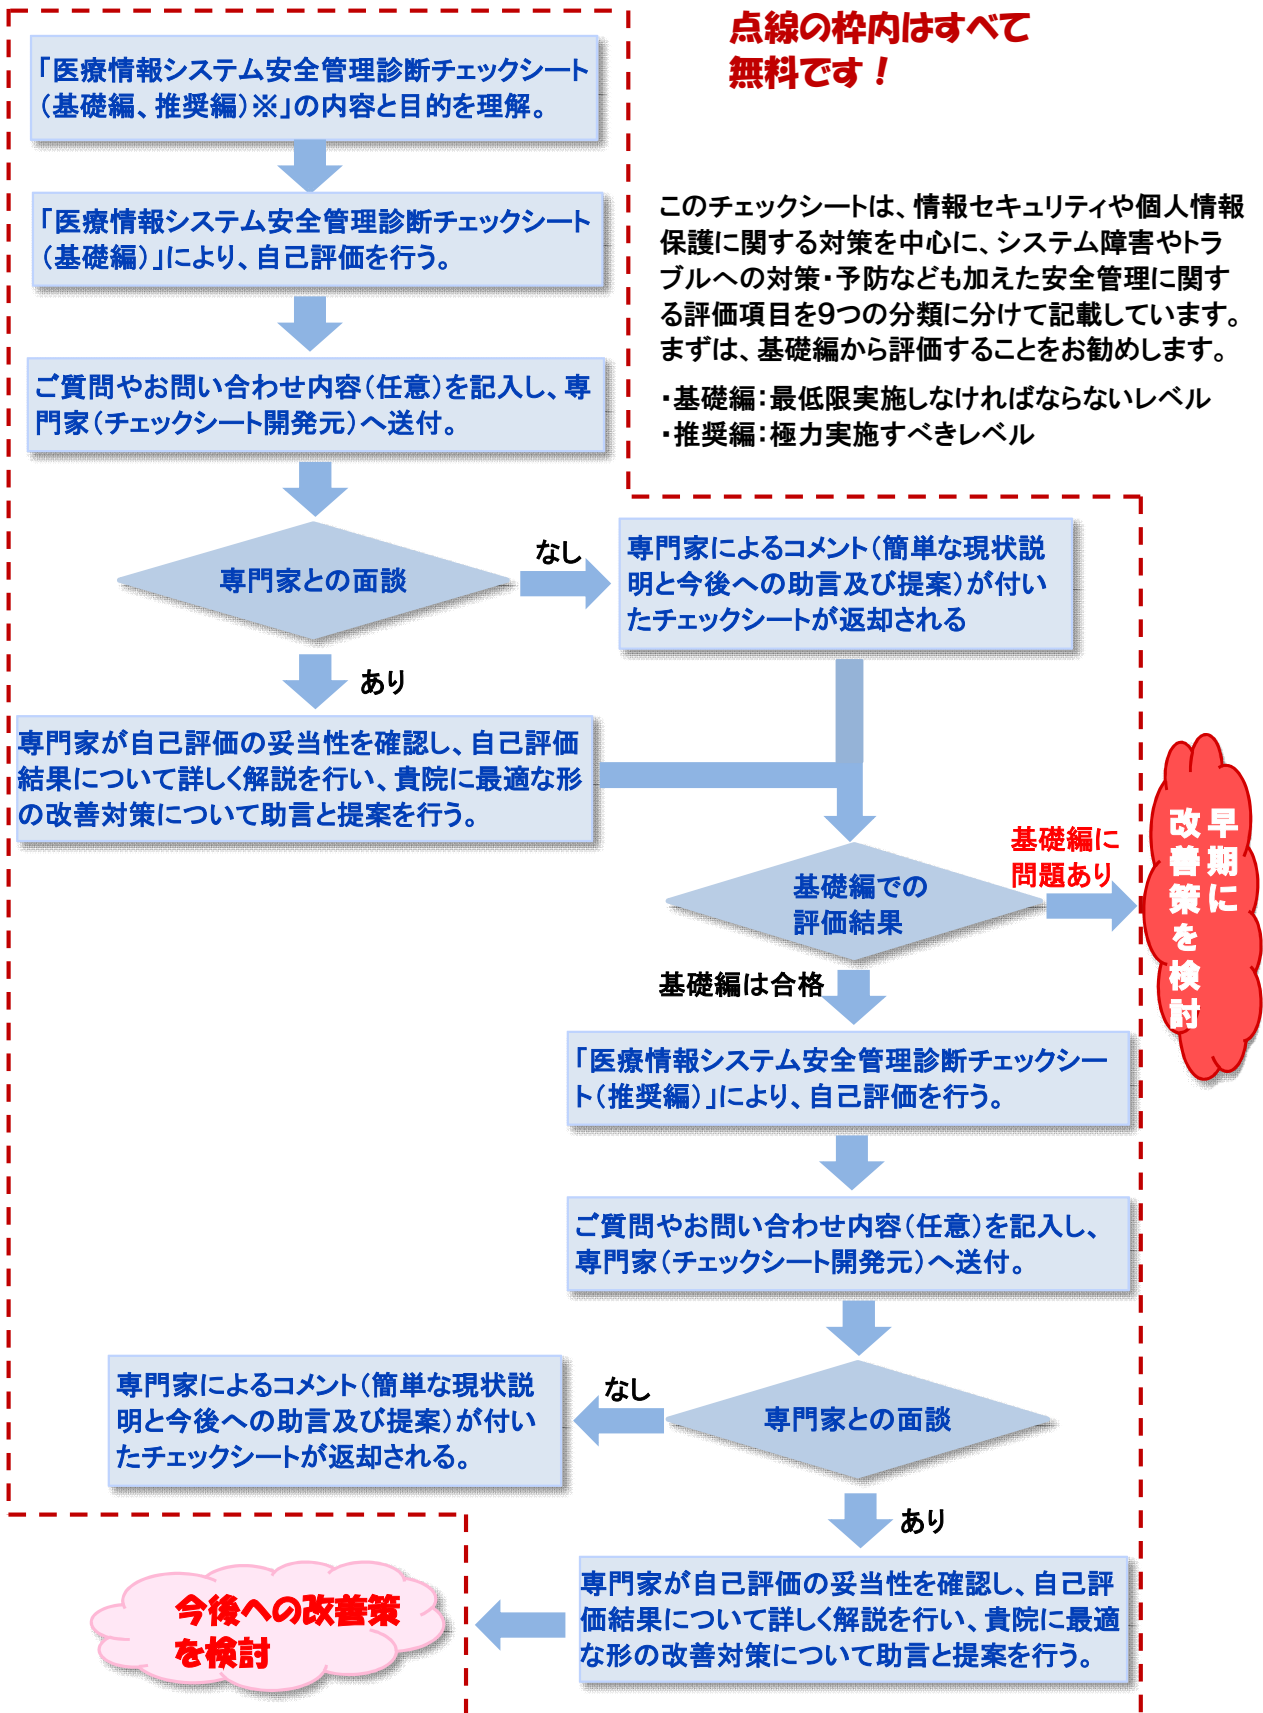 点線の枠内はすべて
無料です！
「医療情報システム安全管理診断チェックシート
（基礎編、推奨編）※」の内容と目的を理解。
「医療情報システム安全管理診断チェックシート
（基礎編）」により、自己評価を行う。
このチェックシートは、情報セキュリティや個人情報
保護に関する対策を中心に、システム障害やトラ
ブルへの対策・予防なども加えた安全管理に関す
る評価項目を9つの分類に分けて記載しています。
まずは、基礎編から評価することをお勧めします。
・基礎編：最低限実施しなければならないレベル
・推奨編：極力実施すべきレベル
ご質問やお問い合わせ内容（任意）を記入し、専
門家（チェックシート開発元）へ送付。
専門家との面談
なし
専門家によるコメント（簡単な現状説
明と今後への助言及び提案）が付い
たチェックシートが返却される
あり
専門家が自己評価の妥当性を確認し、自己評価
結果について詳しく解説を行い、貴院に最適な形
の改善対策について助言と提案を行う。
基礎編での
評価結果
基礎編に
問題あり
早期に
改善策を検討
基礎編は合格
「医療情報システム安全管理診断チェックシー
ト（推奨編）」により、自己評価を行う。
ご質問やお問い合わせ内容（任意）を記入し、
専門家（チェックシート開発元）へ送付。
専門家との面談
なし
専門家によるコメント（簡単な現状説
明と今後への助言及び提案）が付い
たチェックシートが返却される。
あり
専門家が自己評価の妥当性を確認し、自己評
価結果について詳しく解説を行い、貴院に最適
な形の改善対策について助言と提案を行う。
今後への改善策
を検討